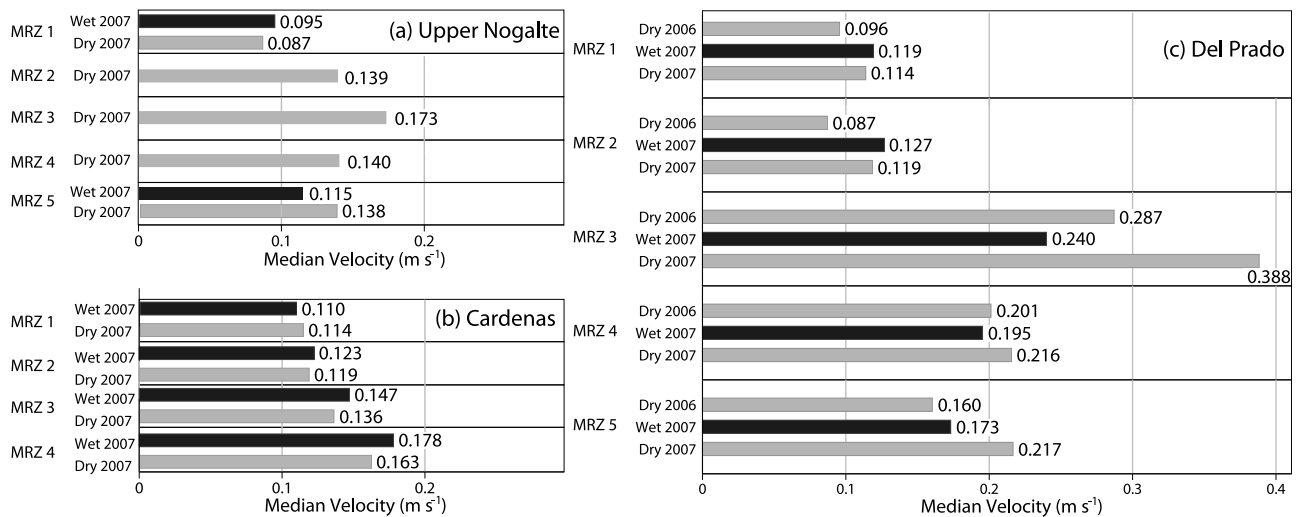 (a) Upper Nogalte
MRZ 1
Wet 2007 0.095
Dry 2007 0.087
MRZ 2
Dry 2007 0.139
MRZ 3
Dry 2007 0.173
MRZ 4
Dry 2007 0.140
MRZ 5
Wet 2007 0.115
Dry 2007 0.138
0 0.1 0.2
Median Velocity (m s⁻¹)
(b) Cardenas
MRZ 1
Wet 2007 0.110
Dry 2007 0.114
MRZ 2
Wet 2007 0.123
Dry 2007 0.119
MRZ 3
Wet 2007 0.147
Dry 2007 0.136
MRZ 4
Wet 2007 0.178
Dry 2007 0.163
0 0.1 0.2
Median Velocity (m s⁻¹)
(c) Del Prado
MRZ 1
Dry 2006 0.096
Wet 2007 0.119
Dry 2007 0.114
MRZ 2
Dry 2006 0.087
Wet 2007 0.127
Dry 2007 0.119
MRZ 3
Dry 2006 0.287
Wet 2007 0.240
Dry 2007 0.388
MRZ 4
Dry 2006 0.201
Wet 2007 0.195
Dry 2007 0.216
MRZ 5
Dry 2006 0.160
Wet 2007 0.173
Dry 2007 0.217
0 0.1 0.2 0.3 0.4
Median Velocity (m s⁻¹)